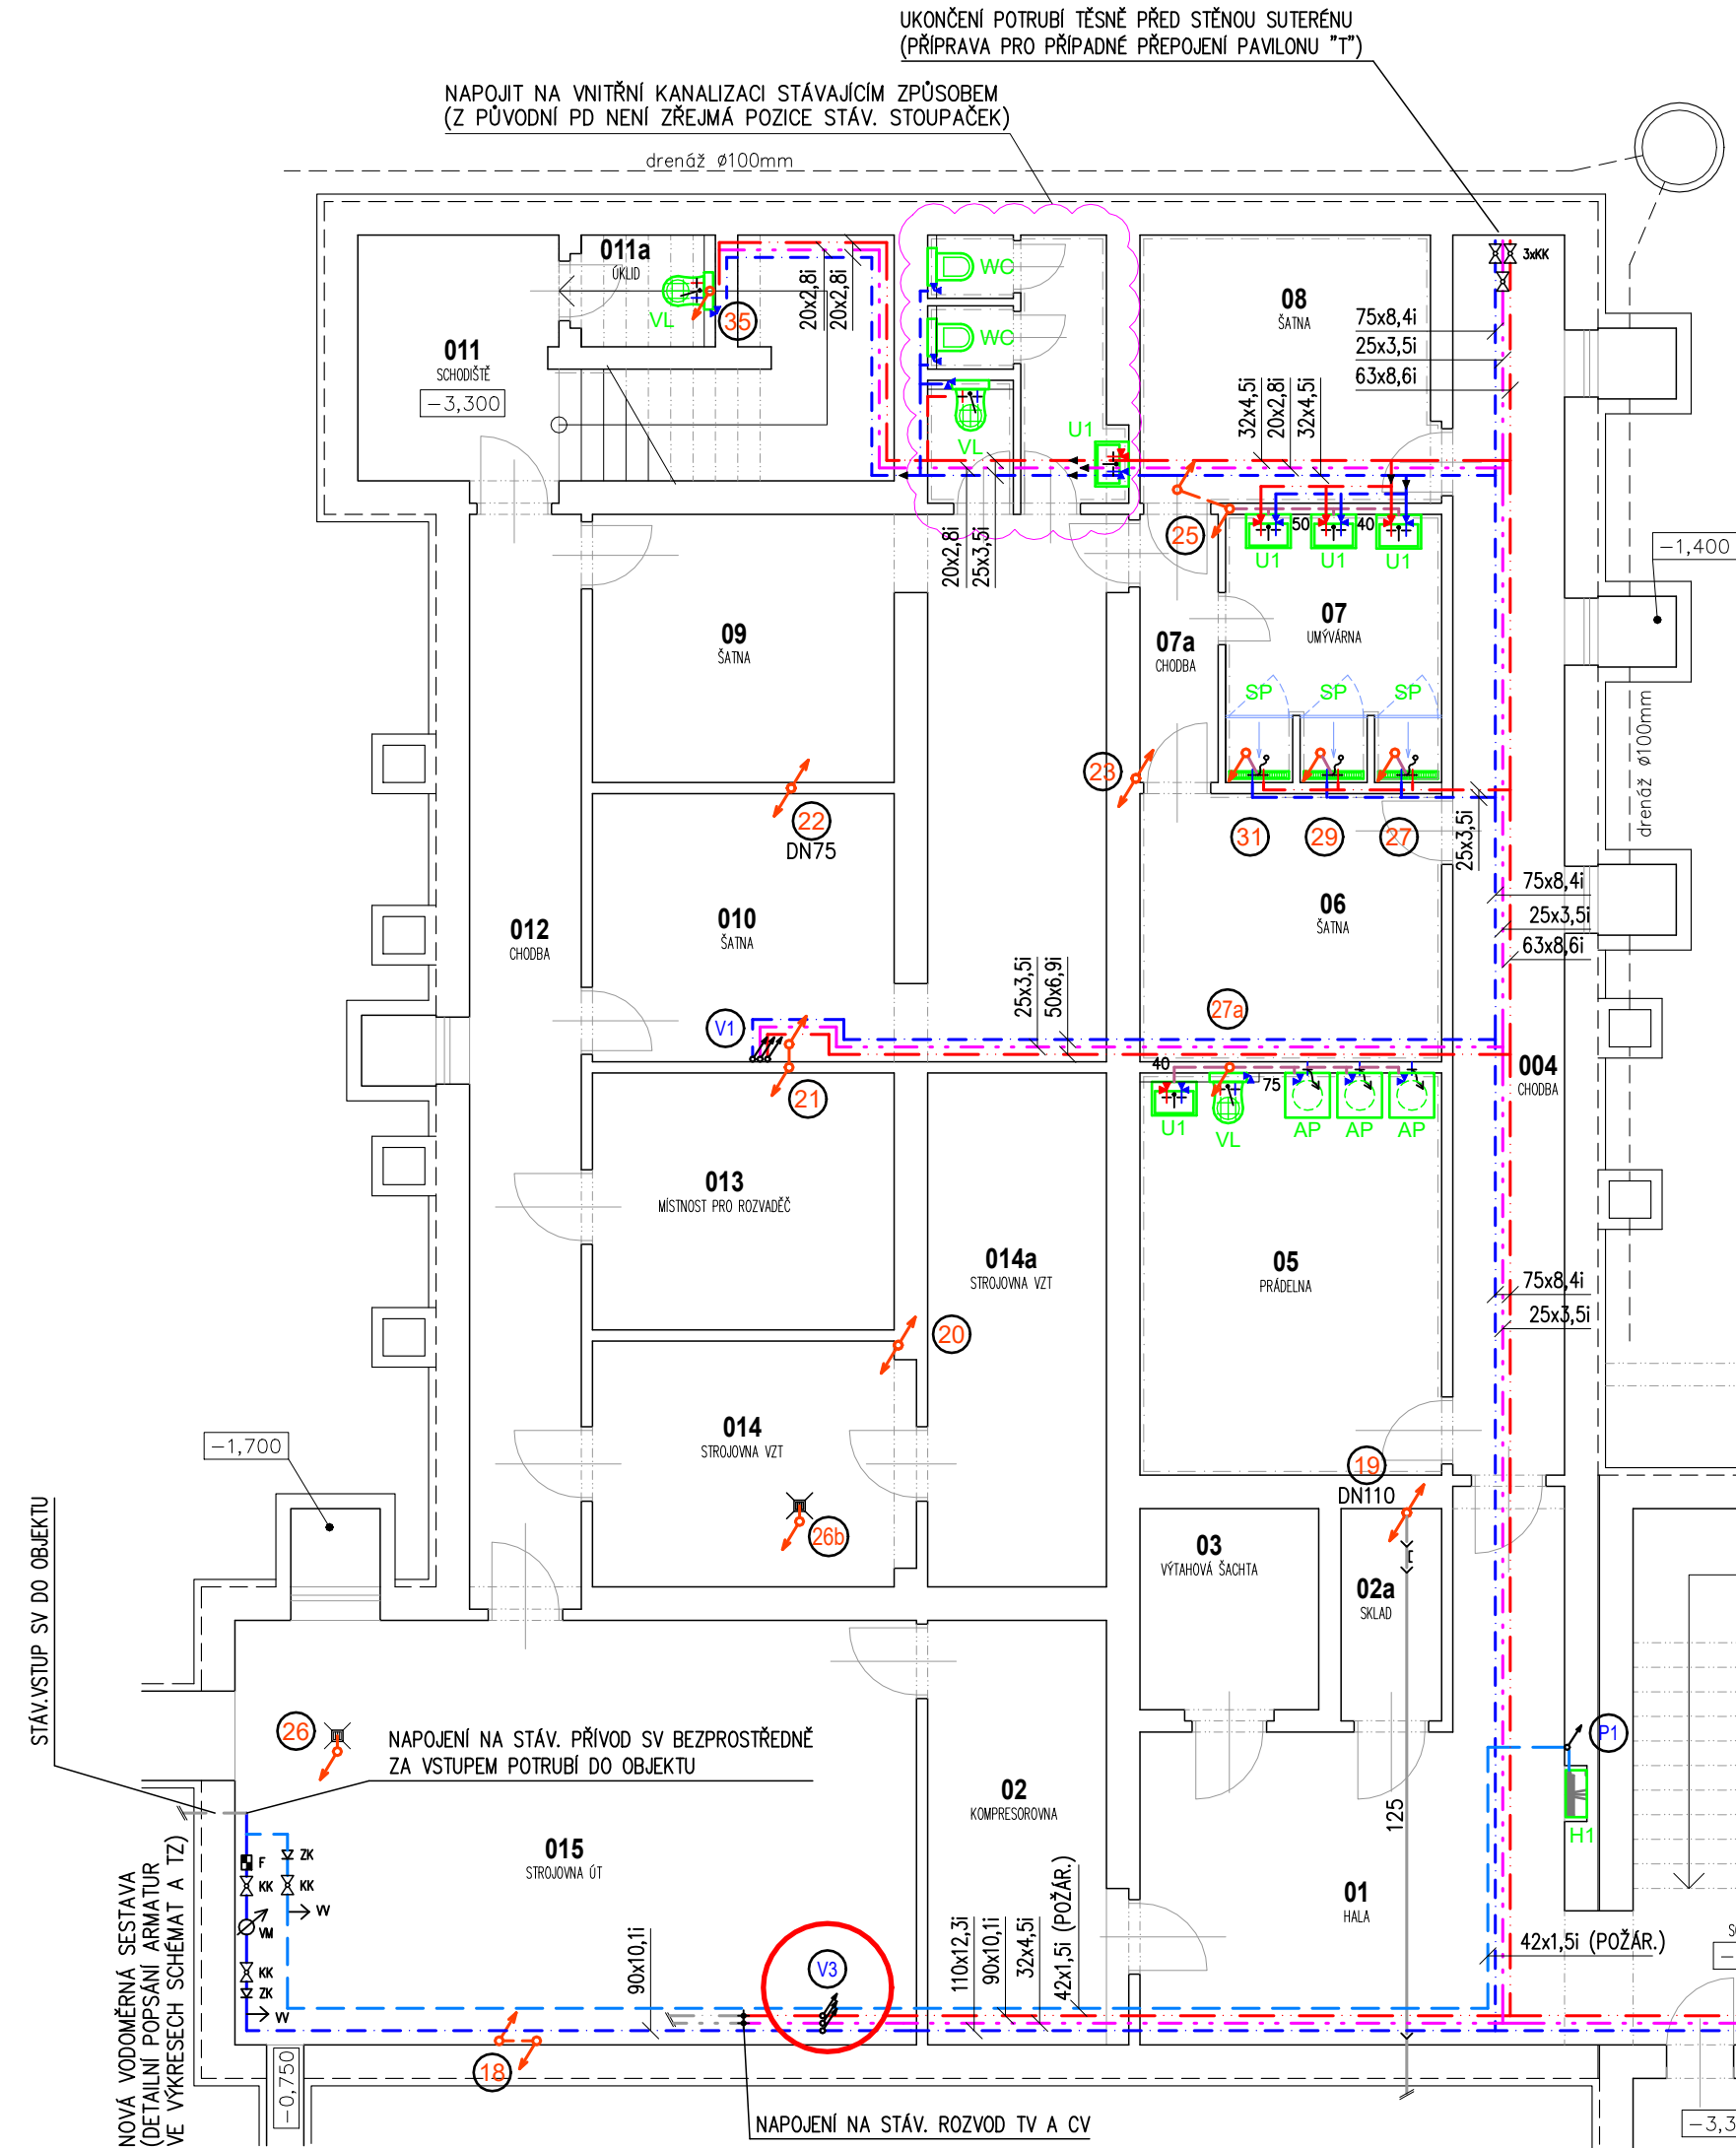 UKONČENÍ POTRUBÍ TĚSNĚ PŘED STĚNOU SUTERÉNU
(PŘÍPRAVA PRO PŘÍPADNÉ PŘEPOJENÍ PAVILONU "T")
NAPOJIT NA VNITŘNÍ KANALIZACI STÁVAJÍCÍM ZPŮSOBEM
(Z PŮVODNÍ PD NENÍ ZŘEJMÁ POZICE STÁV. STOUPAČEK)
drenáž ø100mm
011a
ÚKLID
VL
35
20x2,8i
20x2,8i
WC
WC
VL
U1
08
ŠATNA
3xKK
75x8,4i
25x3,5i
63x8,6i
011
SCHODIŠTĚ
-3,300
32x4,5i
20x2,8i
32x4,5i
20x2,8i
25x3,5i
25
50
40
U1
U1
U1
-1,400
09
ŠATNA
07a
CHODBA
07
UMÝVÁRNA
SP
SP
SP
drenáž ø100mm
23
22
DN75
31
29
27
25x3,5i
75x8,4i
25x3,5i
63x8,6i
012
CHODBA
010
ŠATNA
06
ŠATNA
25x3,5i
50x6,9i
27a
V1
21
40
75
U1
VL
AP
AP
AP
004
CHODBA
013
MÍSTNOST PRO ROZVADĚČ
014a
STROJOVNA VZT
05
PRÁDELNA
75x8,4i
25x3,5i
20
014
STROJOVNA VZT
-1,700
19
DN110
26b
03
VÝTAHOVÁ ŠACHTA
02a
SKLAD
STÁV.VSTUP SV DO OBJEKTU
26
NAPOJENÍ NA STÁV. PŘÍVOD SV BEZPROSTŘEDNĚ
ZA VSTUPEM POTRUBÍ DO OBJEKTU
P1
H1
02
KOMPRESOROVNA
125
015
STROJOVNA ÚT
F
ZK
KK
KK
VV
VM
KK
ZK
VV
01
HALA
42x1,5i (POŽÁR.)
90x10,1i
V3
110x12,3i
90x10,1i
32x4,5i
42x1,5i (POŽÁR.)
NOVÁ VODOMĚRNÁ SESTAVA
(DETAILNÍ POPSÁNÍ ARMATUR
VE VÝKRESECH SCHÉMAT A TZ)
18
-0,750
NAPOJENÍ NA STÁV. ROZVOD TV A CV
-3,3